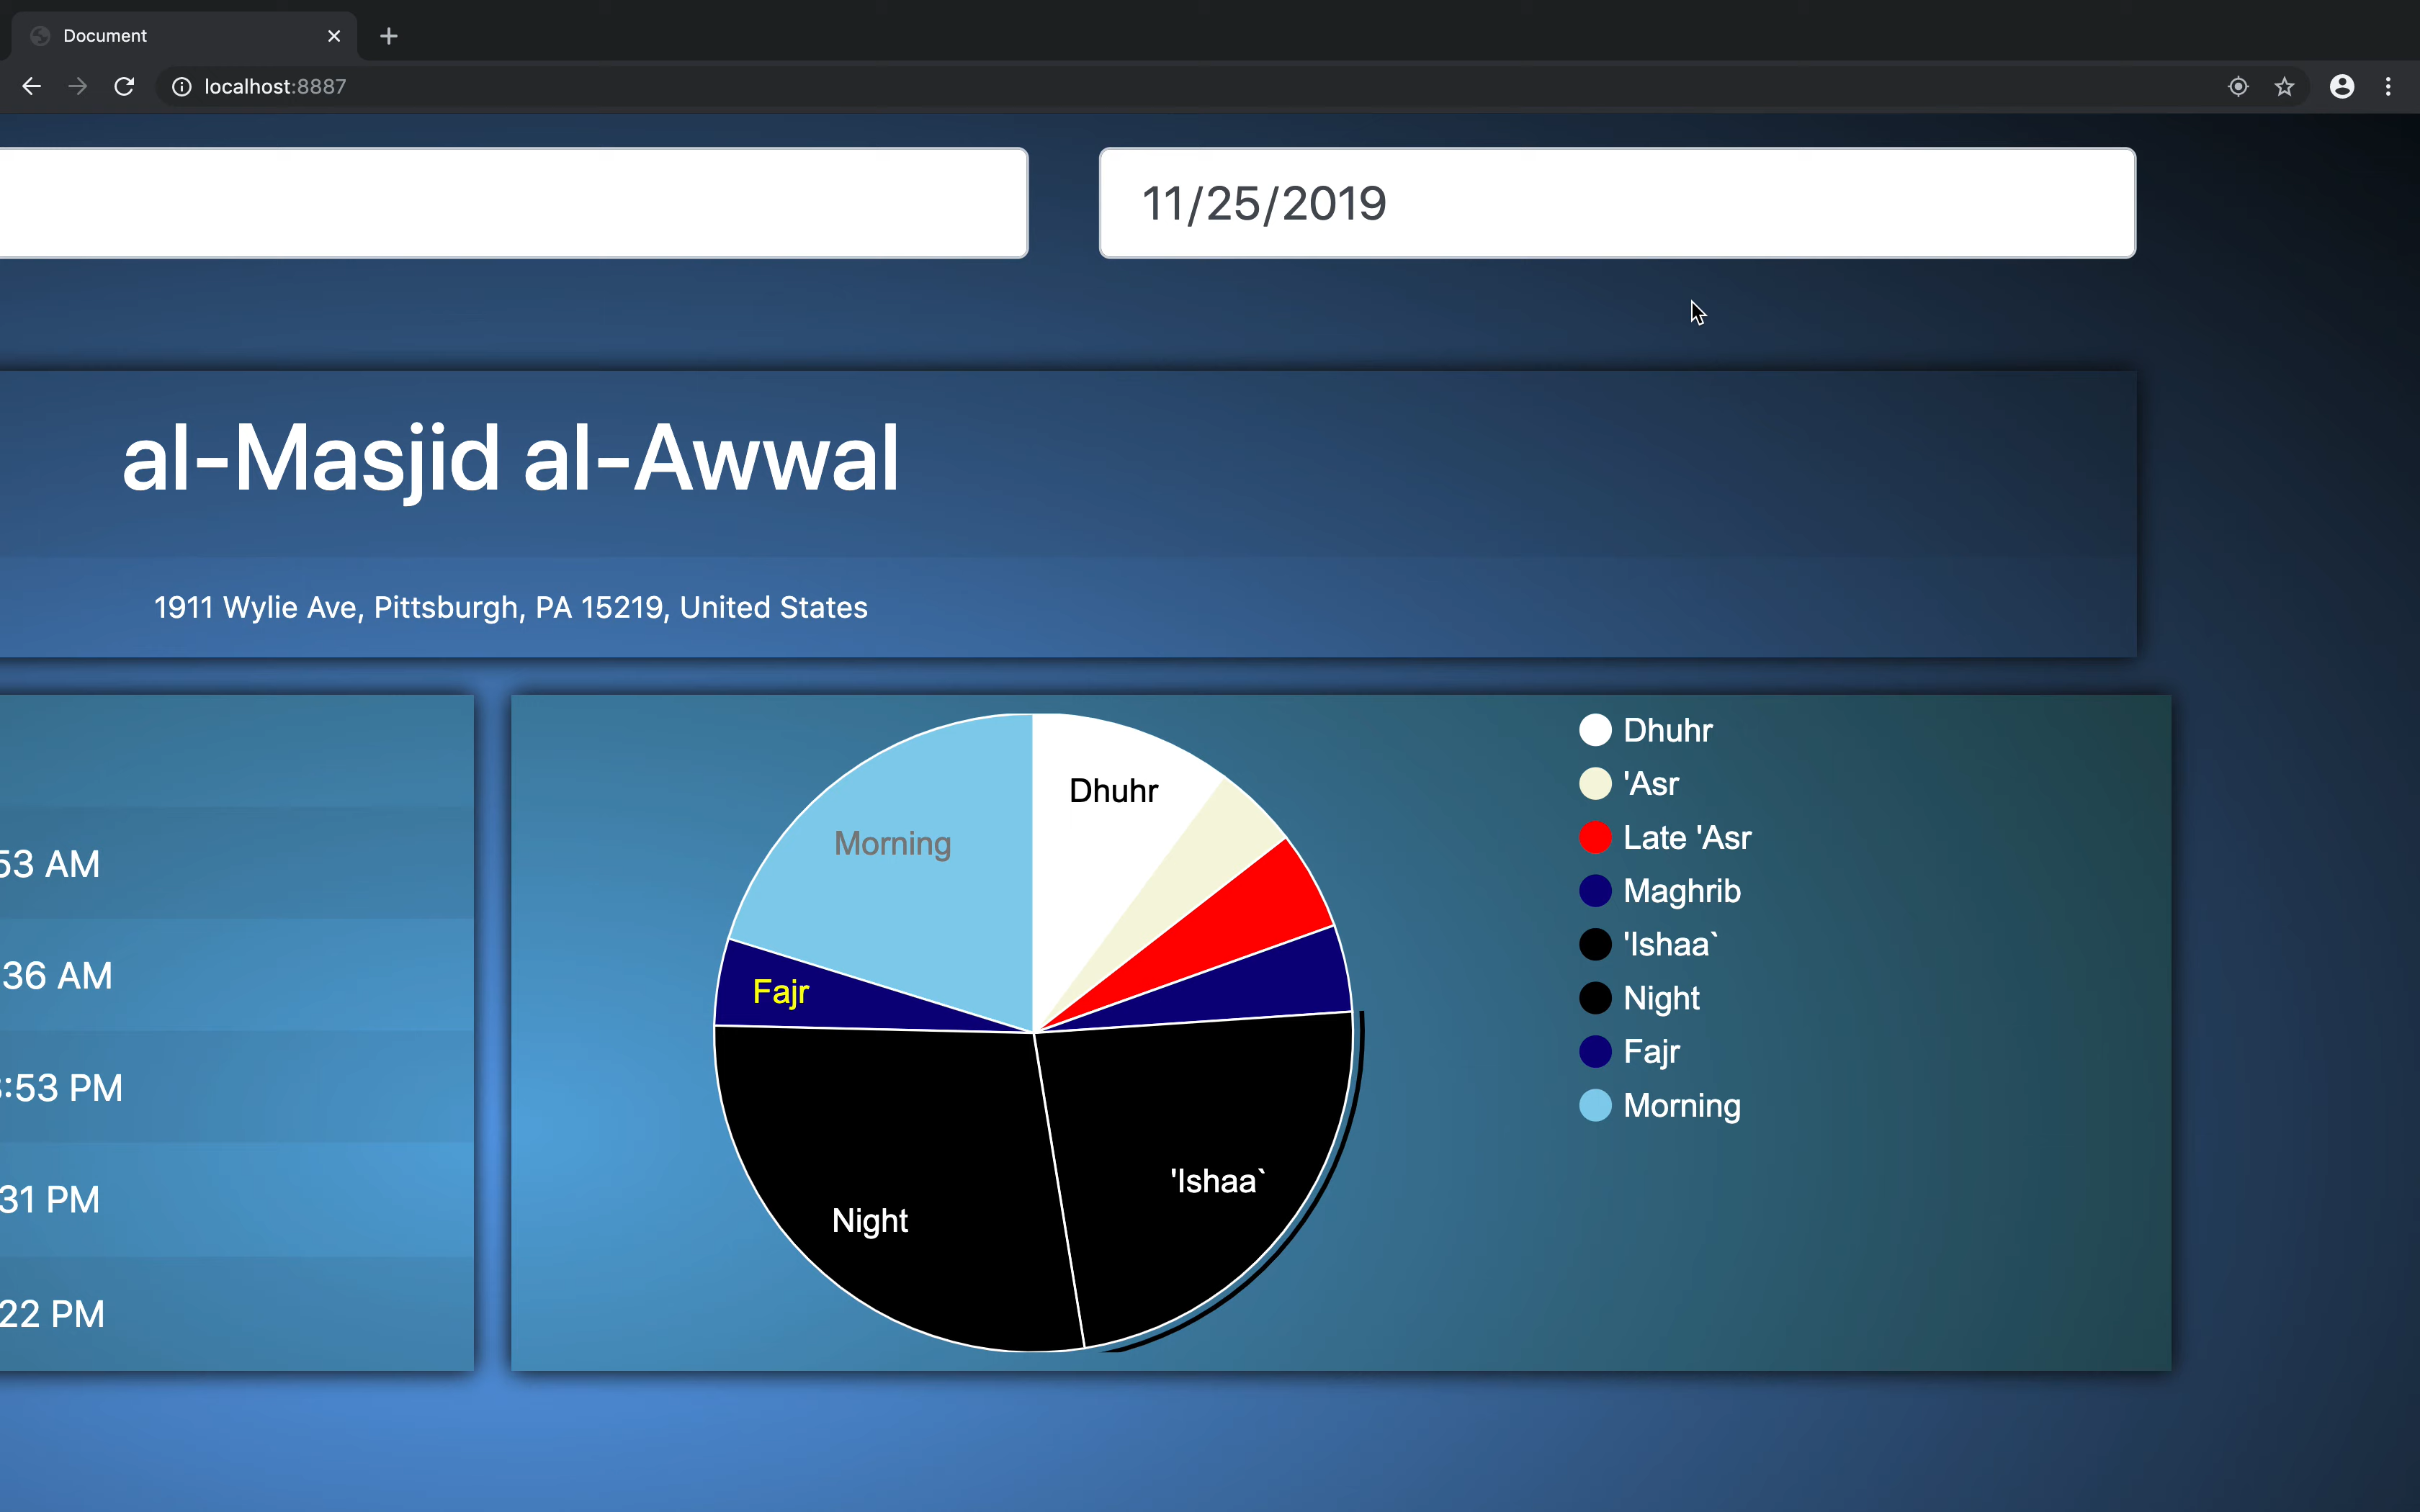 Document
localhost:8887
11/25/2019
al-Masjid al-Awwal
1911 Wylie Ave, Pittsburgh, PA 15219, United States
53 AM
36 AM
:53 PM
31 PM
22 PM
Dhuhr
Morning
Fajr
Night
'Ishaa`
Dhuhr
'Asr
Late 'Asr
Maghrib
'Ishaa`
Night
Fajr
Morning